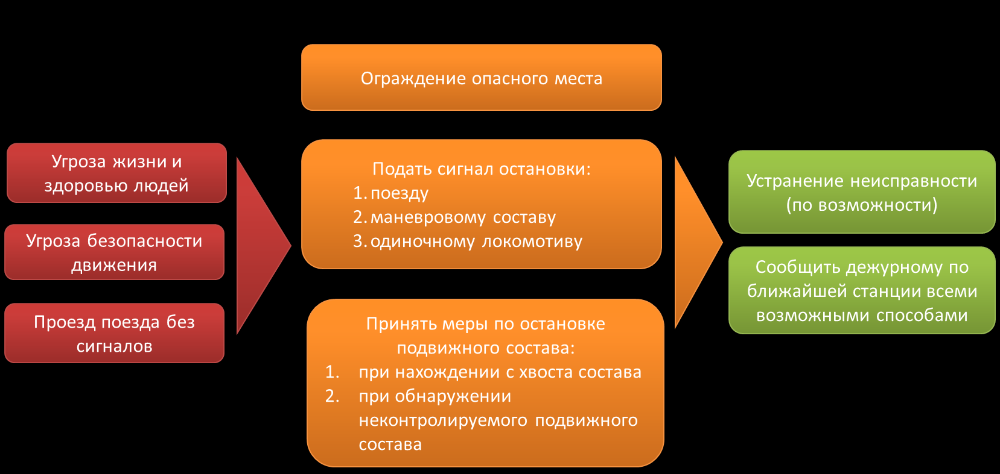 Ограждение опасного места
Угроза жизни и
здоровью людей
Угроза безопасности
движения
Проезд поезда без
сигналов
Подать сигнал остановки:
1. поезду
2. маневровому составу
3. одиночному локомотиву
Принять меры по остановке
подвижного состава:
1. при нахождении с хвоста состава
2. при обнаружении
неконтролируемого подвижного
состава
Устранение неисправности
(по возможности)
Сообщить дежурному по
ближайшей станции всеми
возможными способами